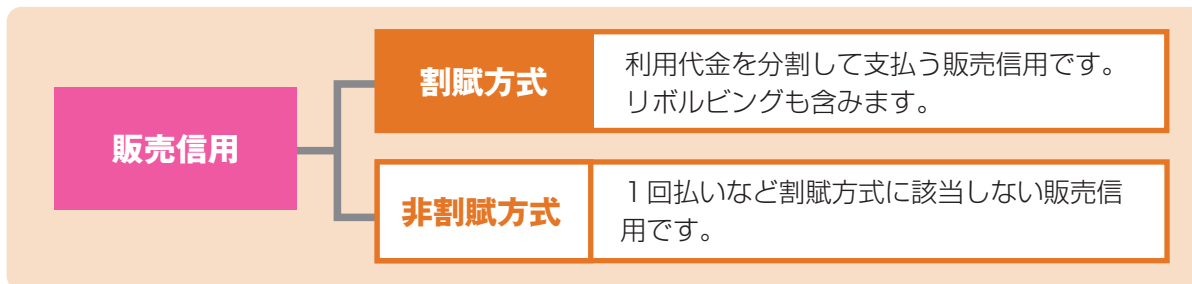 販売信用
割賦方式
利用代金を分割して支払う販売信用です。
リボルビングも含みます。
非割賦方式
１回払いなど割賦方式に該当しない販売信
用です。